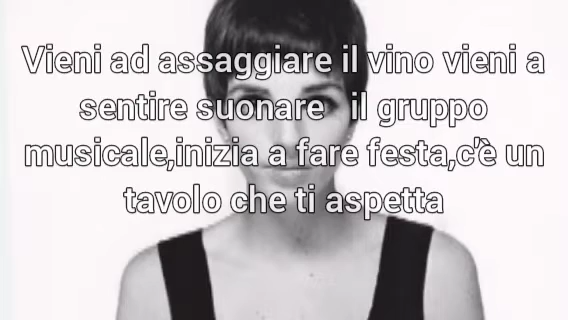 Vieni ad assaggiare il vino vieni a
sentire suonare   il gruppo
musicale,inizia a fare festa,c'è un
tavolo che ti aspetta